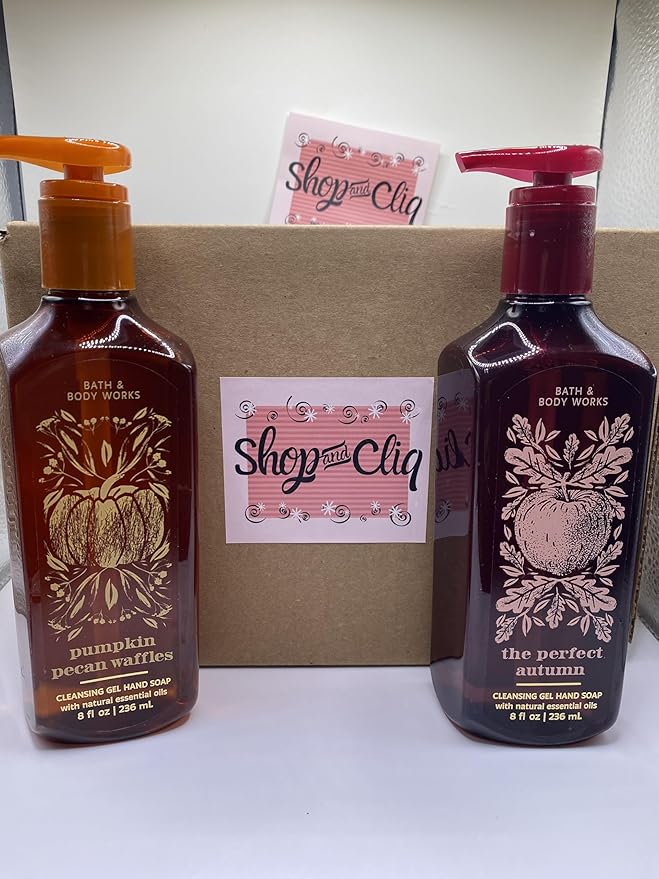 Shop and Cliq
BATH &
BODY WORKS
pumpkin
pecan waffles
CLEANSING GEL HAND SOAP
with natural essential oils
8 fl oz | 236 mL
Shop and Cliq
Cliq
BATH &
BODY WORKS
the perfect
autumn
CLEANSING GEL HAND SOAP
with natural essential oils
8 fl oz | 236 mL